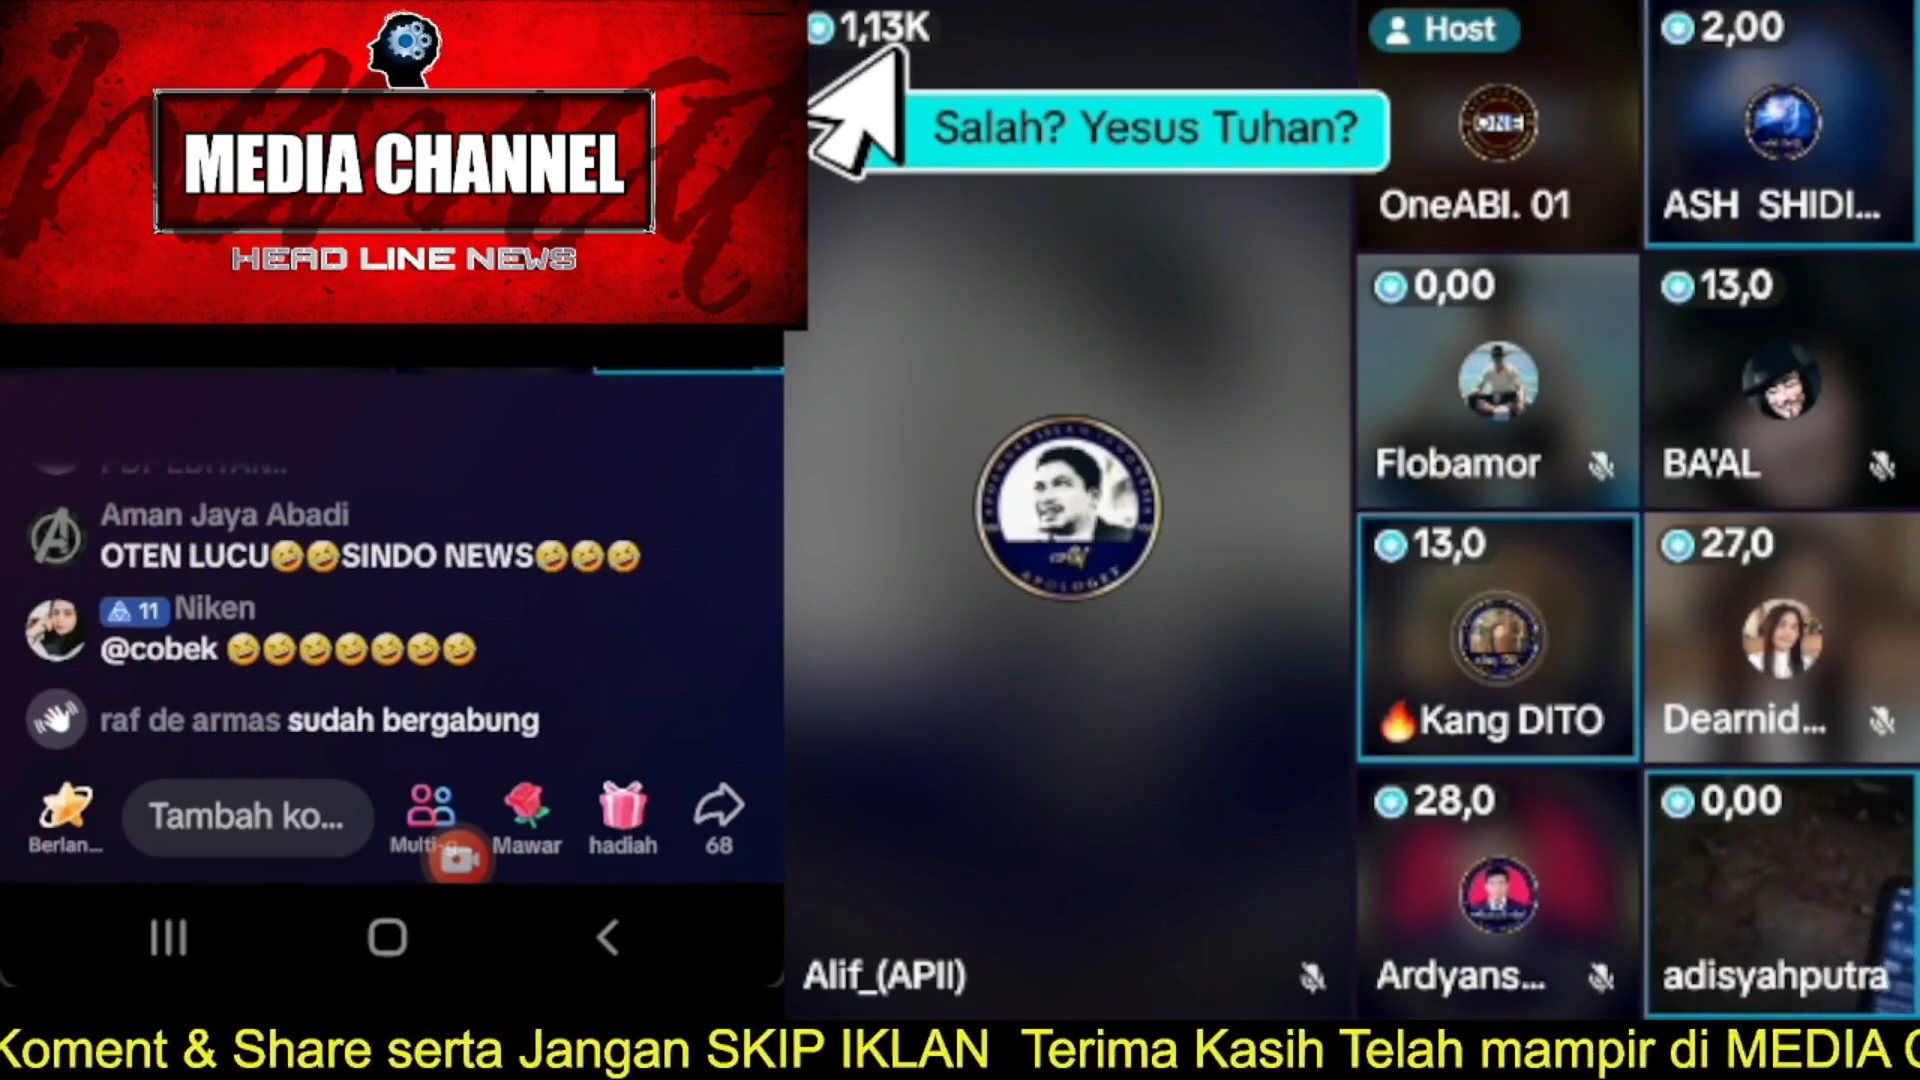 MEDIA CHANNEL
HEAD LINE NEWS
Aman Jaya Abadi
OTEN LUCU🤣🤣SINDO NEWS🤣🤣🤣
11 Niken
@cobek 🤣🤣🤣🤣🤣🤣🤣
raf de armas sudah bergabung
Berlan...
Tambah ko...
Multi-g...
Mawar
hadiah
68
1,13K
Salah? Yesus Tuhan?
Alif_(APII)
Host
ONE
OneABI. 01
2,00
ASH SHIDI...
0,00
Flobamor
13,0
BA'AL
13,0
🔥Kang DITO
27,0
Dearnid...
28,0
Ardyans...
0,00
adisyahputra
Koment & Share serta Jangan SKIP IKLAN Terima Kasih Telah mampir di MEDIA